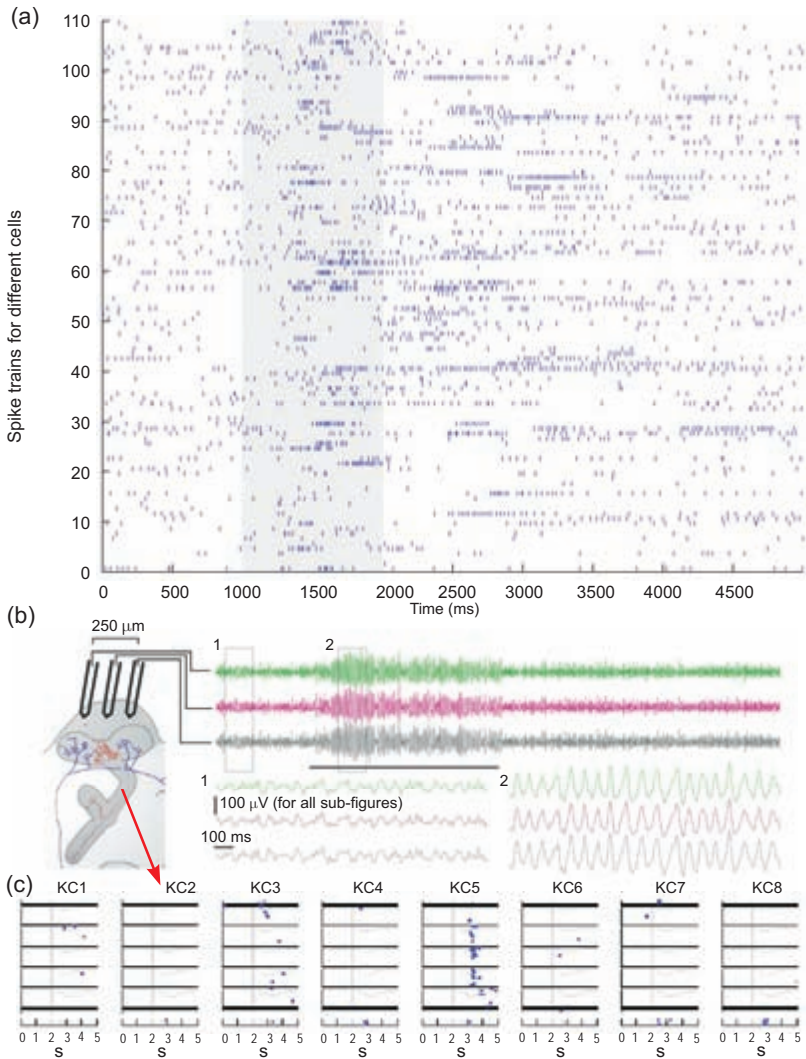 (a)
110
100
90
80
70
60
50
40
30
20
10
0
Spike trains for different cells
0 500 1000 1500 2000 2500 3000 3500 4000 4500
Time (ms)
(b)
250 μm
1 2
1 2
100 μV (for all sub-figures)
100 ms
(c)
KC1 KC2 KC3 KC4 KC5 KC6 KC7 KC8
0 1 2 3 4 5 0 1 2 3 4 5 0 1 2 3 4 5 0 1 2 3 4 5 0 1 2 3 4 5 0 1 2 3 4 5 0 1 2 3 4 5 0 1 2 3 4 5
s s s s s s s s